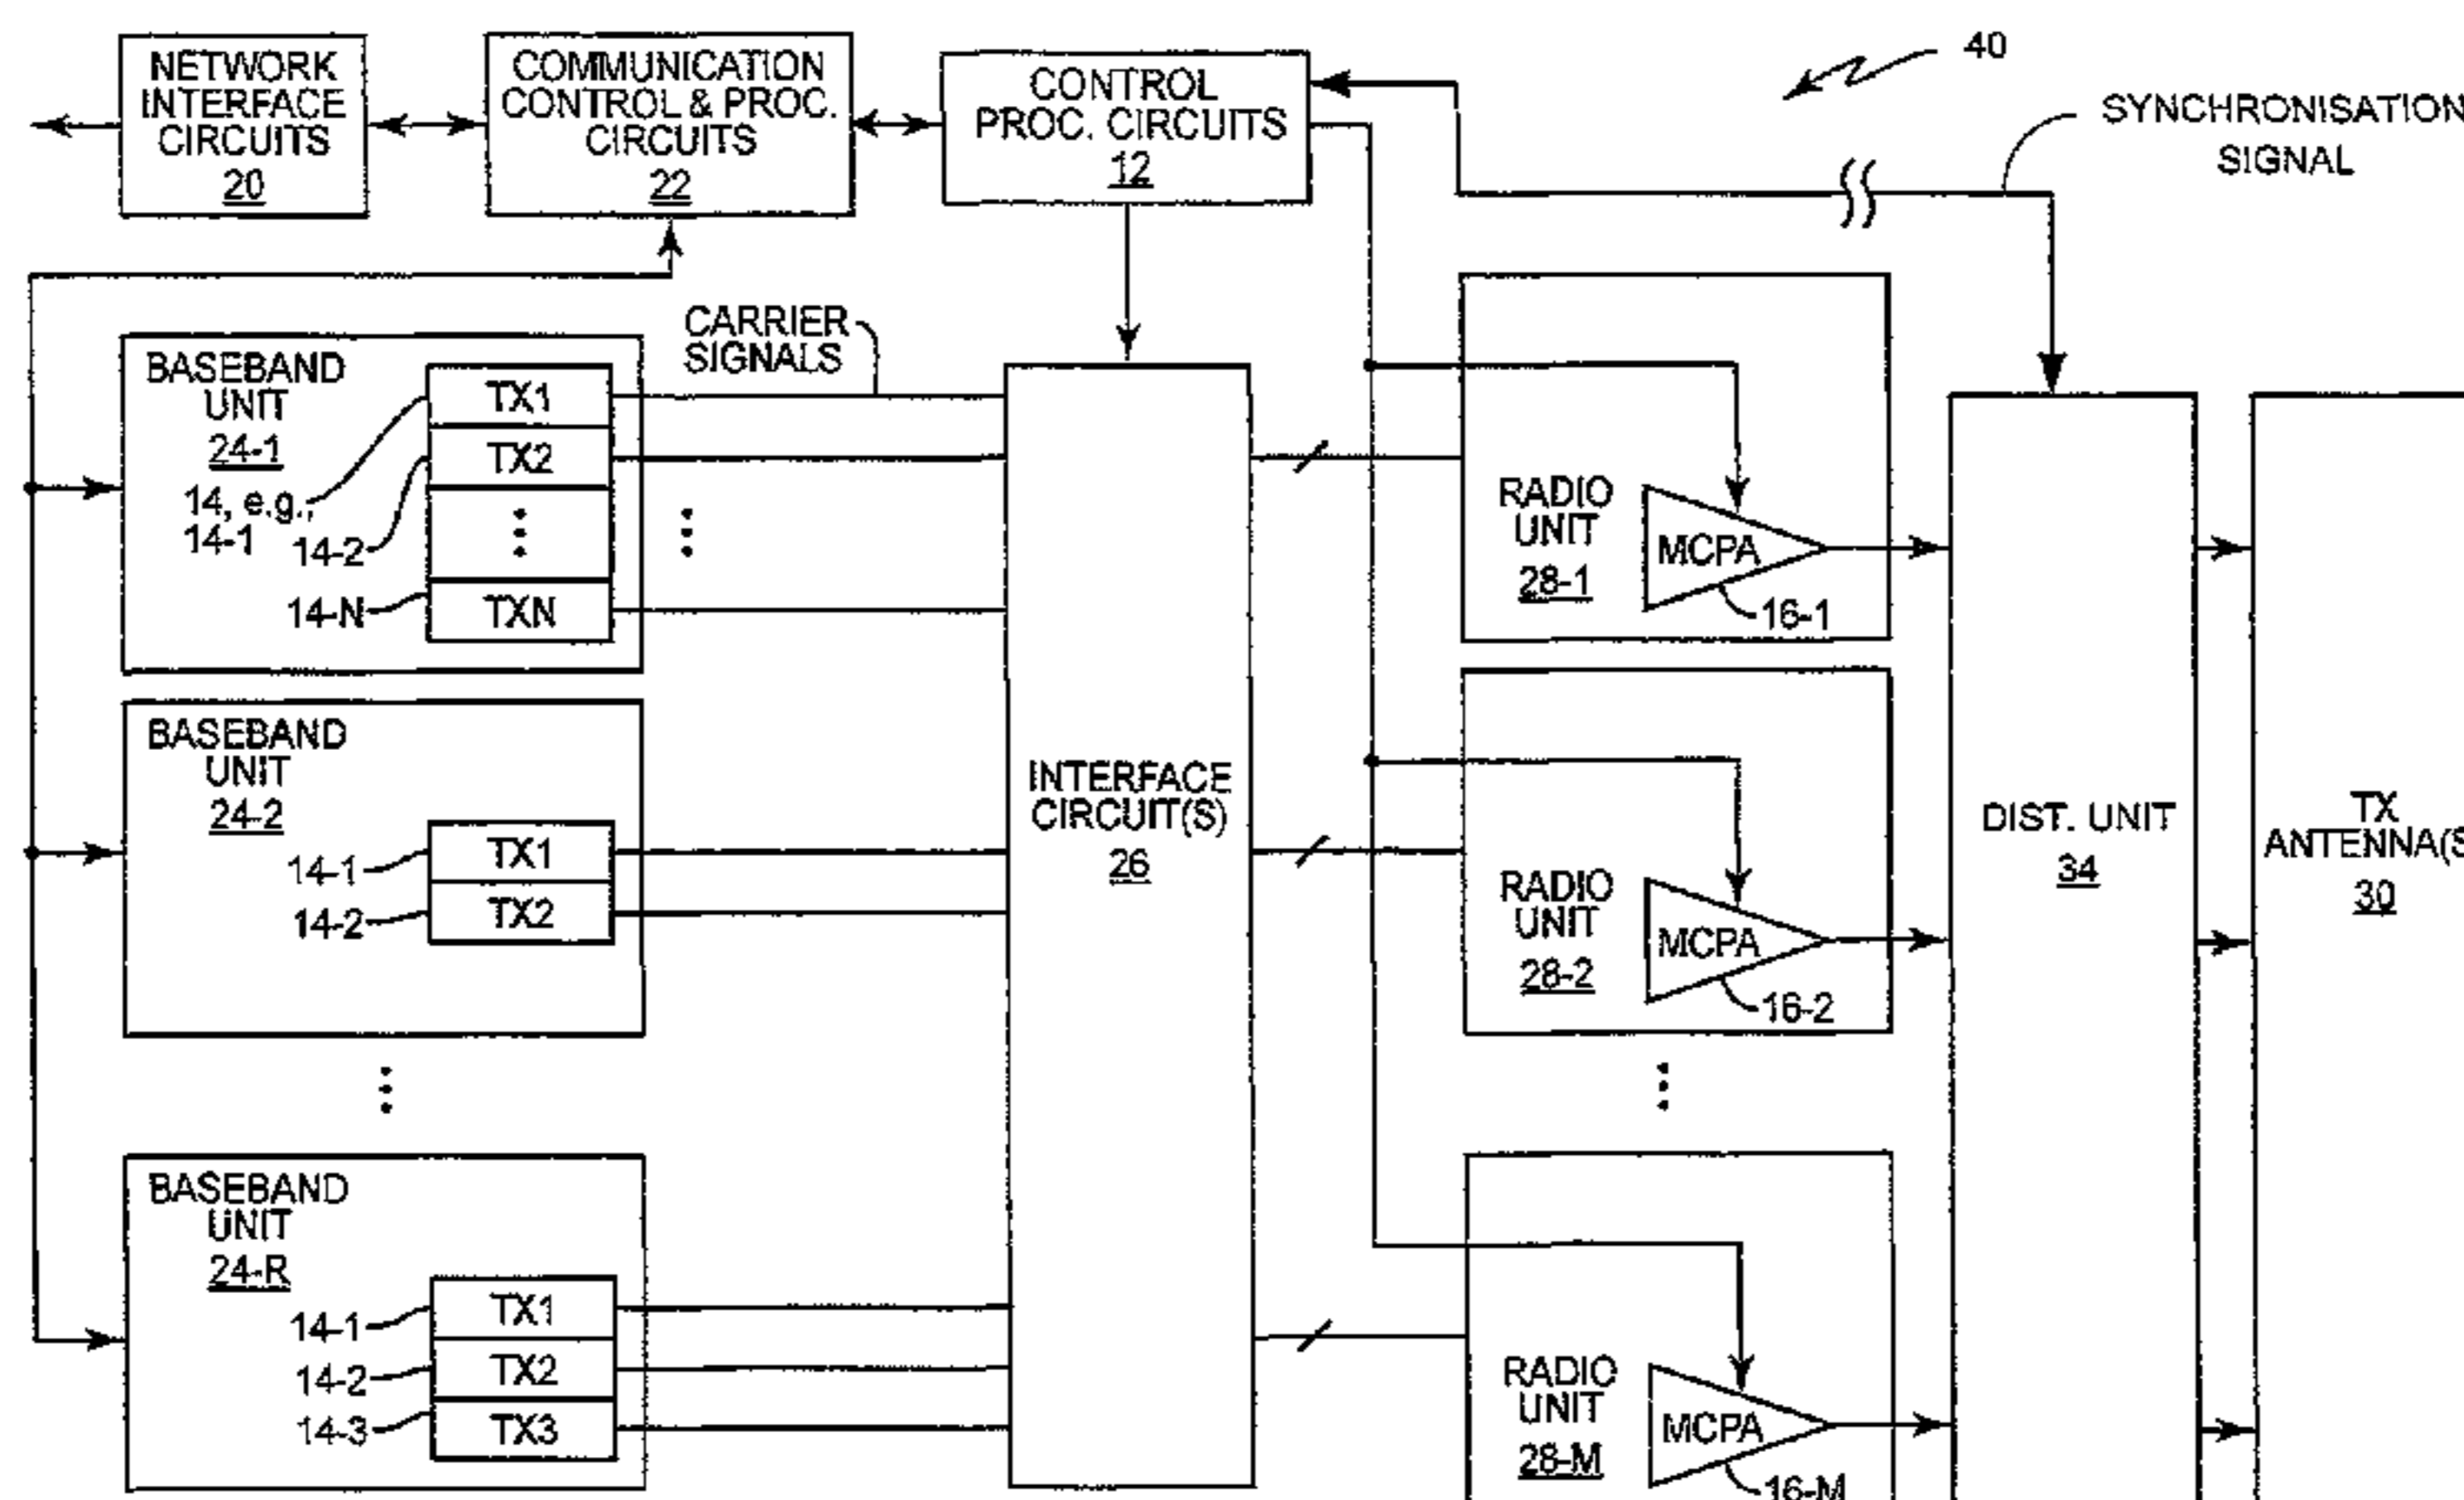 NETWORK
INTERFACE
CIRCUITS
20
COMMUNICATION
CONTROL & PROC.
CIRCUITS
22
CONTROL
PROC. CIRCUITS
12
40
SYNCHRONISATION
SIGNAL
CARRIER
SIGNALS
BASEBAND
UNIT
24-1
14, e.g.,
14-1
14-2
14-N
TX1
TX2
TXN
BASEBAND
UNIT
24-2
14-1
14-2
TX1
TX2
BASEBAND
UNIT
24-R
14-1
14-2
14-3
TX1
TX2
TX3
INTERFACE
CIRCUIT(S)
26
RADIO
UNIT
28-1
MCPA
16-1
RADIO
UNIT
28-2
MCPA
16-2
RADIO
UNIT
28-M
MCPA
16-M
DIST. UNIT
34
TX
ANTENNA(S
30